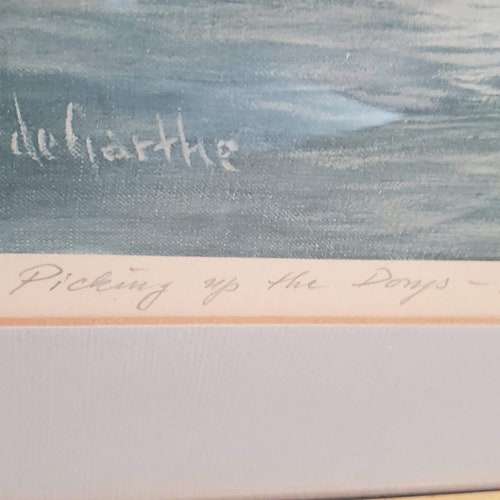 deGarthe
Picking up the Dorys -